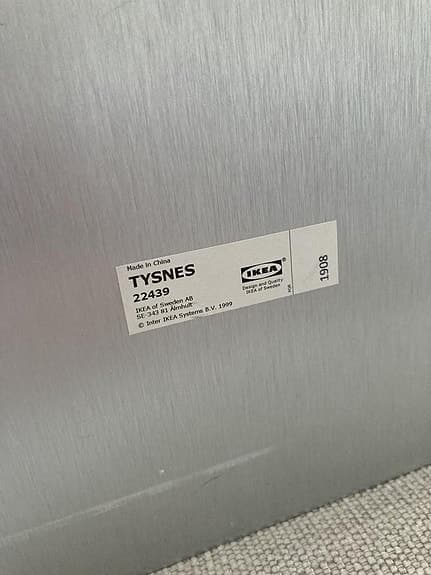 Made in China
TYSNES
22439
IKEA of Sweden AB
SE-343 81 Älmhult
© Inter IKEA Systems B.V. 1999
IKEA®
Design and Quality
IKEA of Sweden
1908